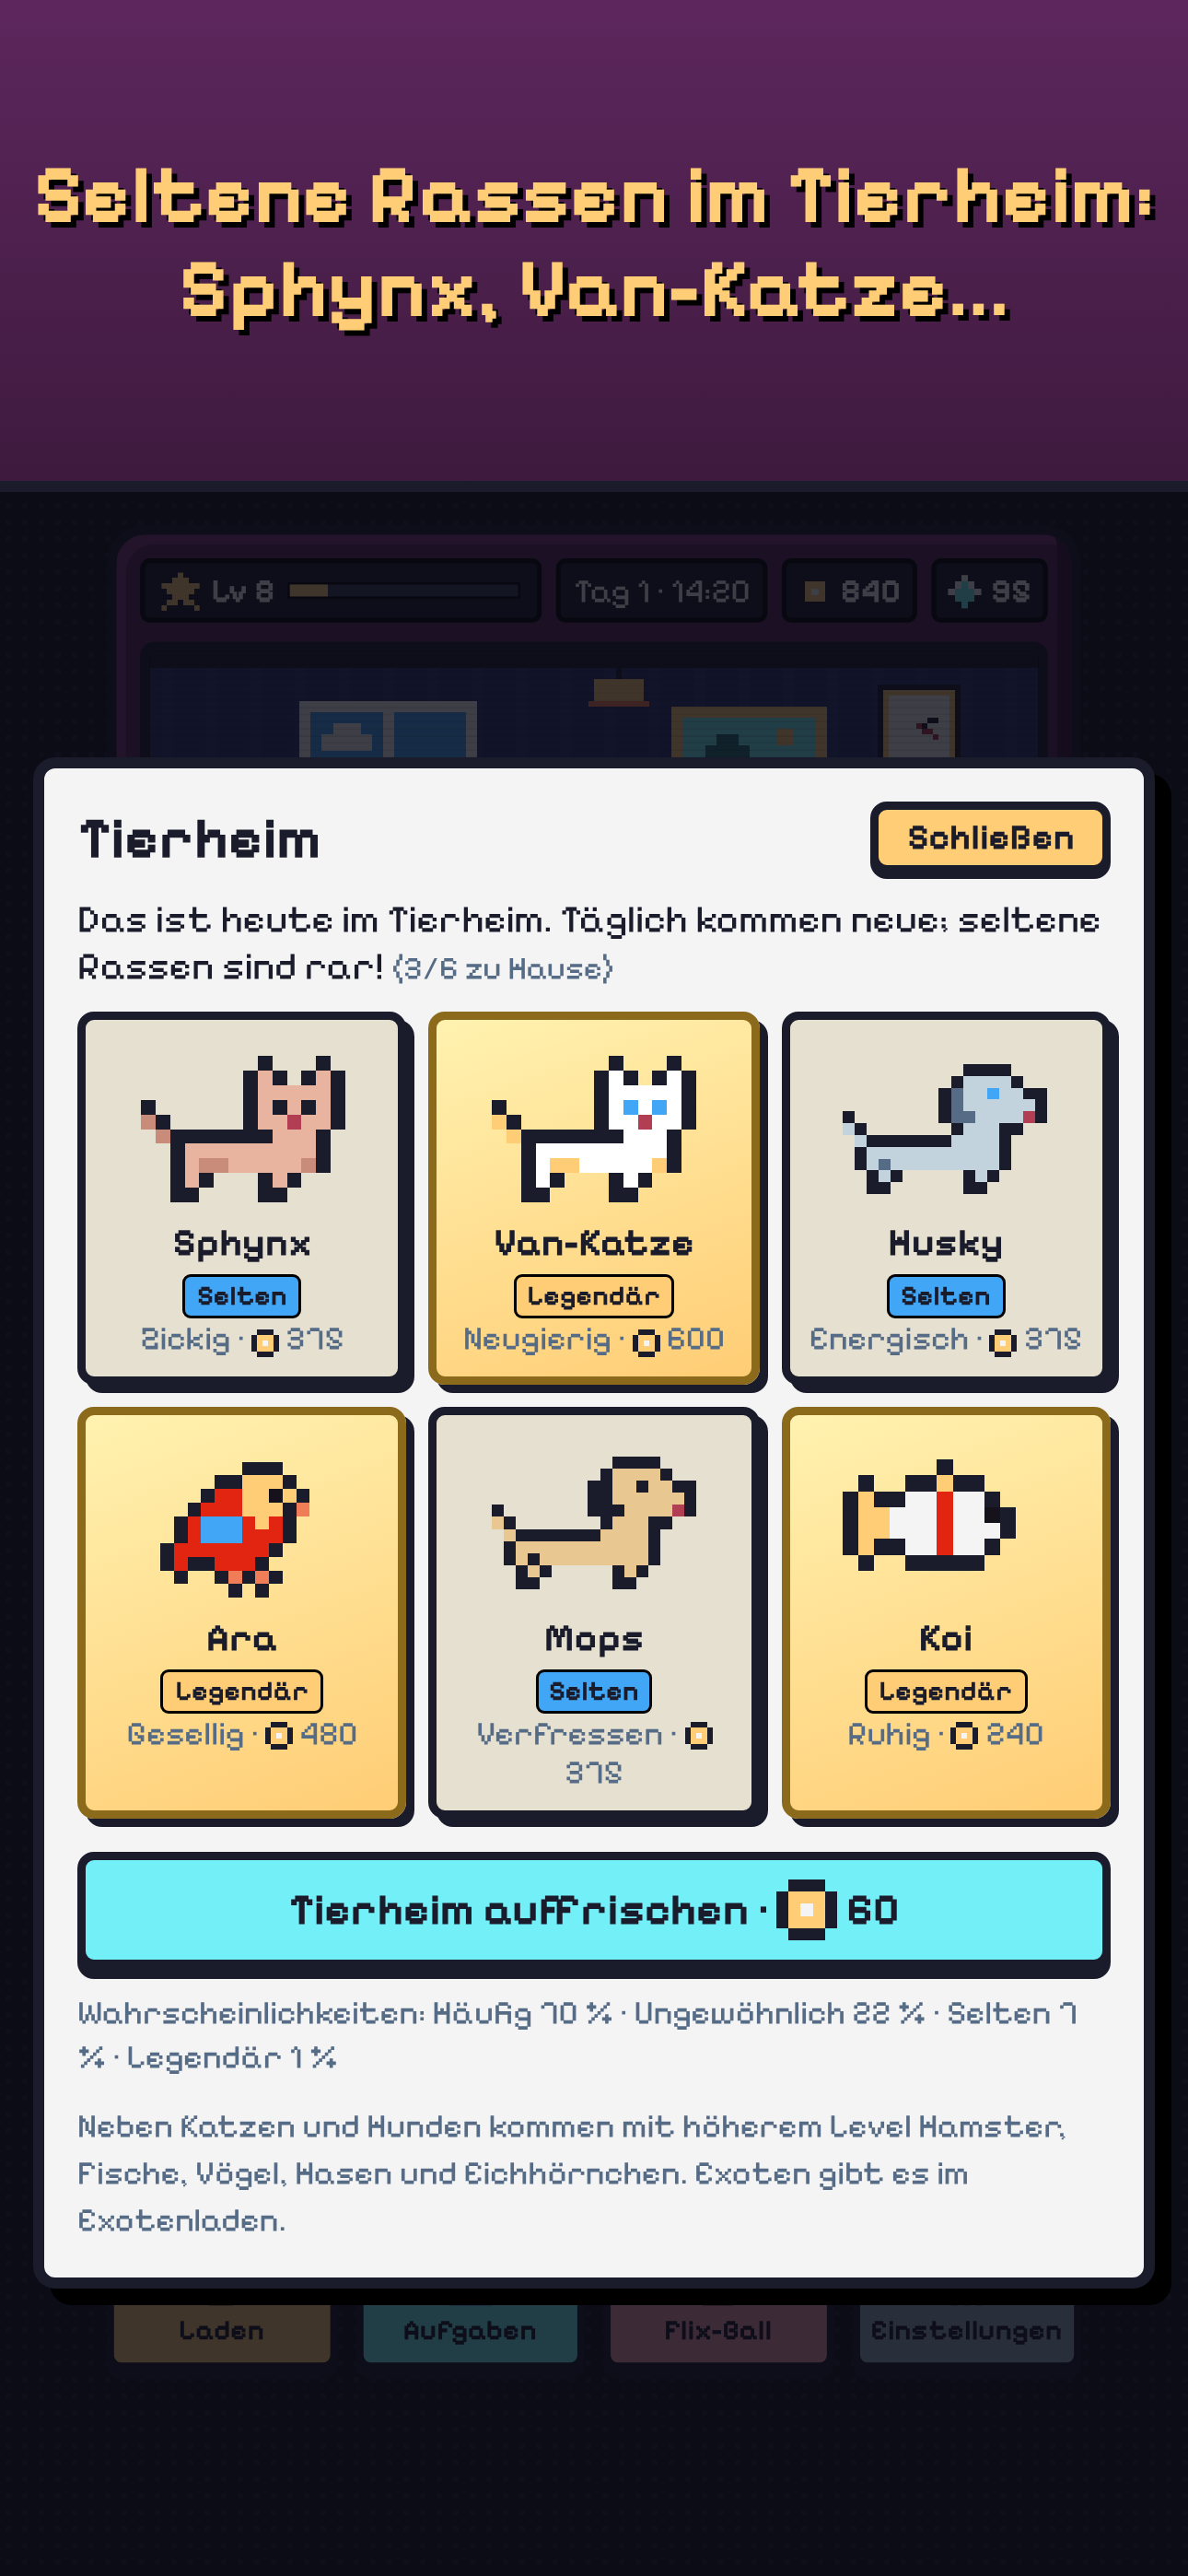 Seltene Rassen im Tierheim:
Sphynx, Van-Katze...
Lv 8
Tag 1 · 14:20
840
95
Tierheim
Schließen
Das ist heute im Tierheim. Täglich kommen neue; seltene
Rassen sind rar! (3/6 zu Hause)
Sphynx
Selten
Zickig · 375
Van-Katze
Legendär
Neugierig · 600
Husky
Selten
Energisch · 375
Ara
Legendär
Gesellig · 480
Mops
Selten
Verfressen ·
375
Koi
Legendär
Ruhig · 240
Tierheim auffrischen · 60
Wahrscheinlichkeiten: Häufig 70 % · Ungewöhnlich 22 % · Selten 7
% · Legendär 1 %
Neben Katzen und Hunden kommen mit höherem Level Hamster,
Fische, Vögel, Hasen und Eichhörnchen. Exoten gibt es im
Exotenladen.
Laden
Aufgaben
Flix-Ball
Einstellungen